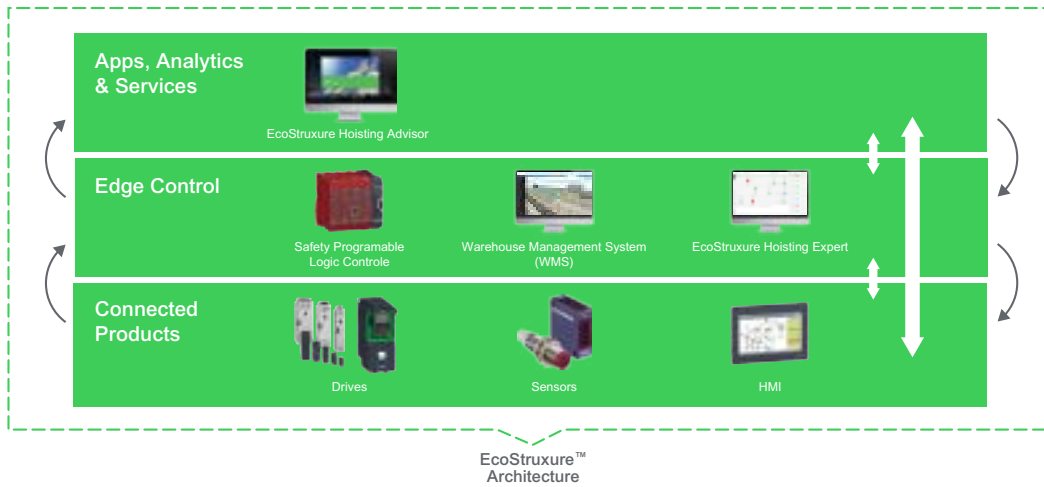 Apps, Analytics
& Services
EcoStruxure Hoisting Advisor
Edge Control
Safety Programable
Logic Controle
Warehouse Management System
(WMS)
EcoStruxure Hoisting Expert
Connected
Products
Drives
Sensors
HMI
EcoStruxure™
Architecture